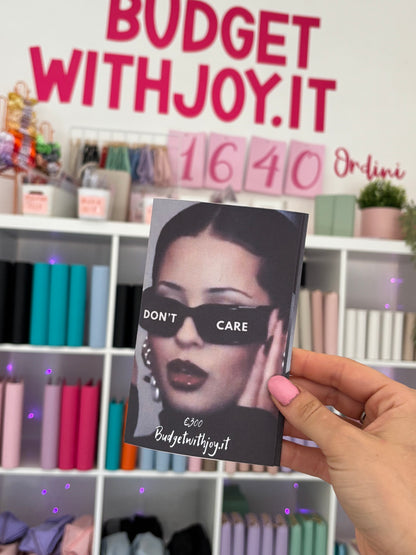 BUDGET
WITHJOY.IT
1640
Ordini
DON'T CARE
€300
Budgetwithjoy.it